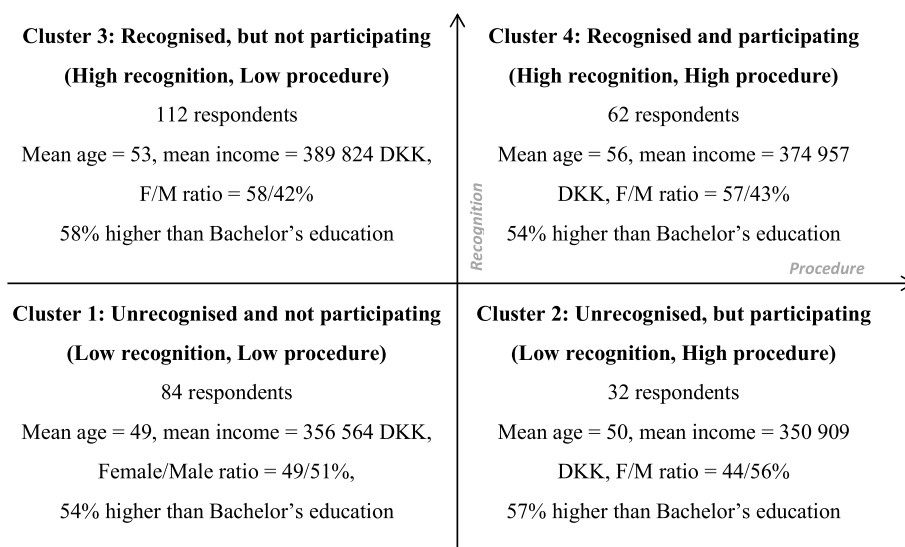 Cluster 3: Recognised, but not participating
(High recognition, Low procedure)
112 respondents
Mean age = 53, mean income = 389 824 DKK,
F/M ratio = 58/42%
58% higher than Bachelor’s education
Cluster 4: Recognised and participating
(High recognition, High procedure)
62 respondents
Mean age = 56, mean income = 374 957
DKK, F/M ratio = 57/43%
54% higher than Bachelor’s education
Recognition
Procedure
Cluster 1: Unrecognised and not participating
(Low recognition, Low procedure)
84 respondents
Mean age = 49, mean income = 356 564 DKK,
Female/Male ratio = 49/51%,
54% higher than Bachelor’s education
Cluster 2: Unrecognised, but participating
(Low recognition, High procedure)
32 respondents
Mean age = 50, mean income = 350 909
DKK, F/M ratio = 44/56%
57% higher than Bachelor’s education